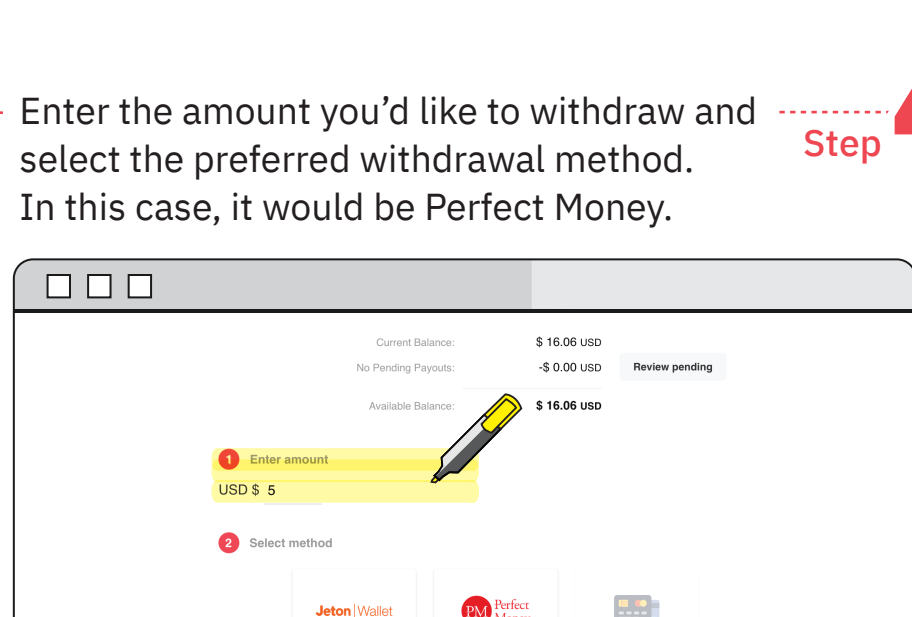 Enter the amount you’d like to withdraw and
select the preferred withdrawal method.
In this case, it would be Perfect Money.
Step
Current Balance: $ 16.06 USD
No Pending Payouts: -$ 0.00 USD Review pending
Available Balance: $ 16.06 USD
1 Enter amount
USD $ 5
2 Select method
Jeton | Wallet
PM Perfect
Money